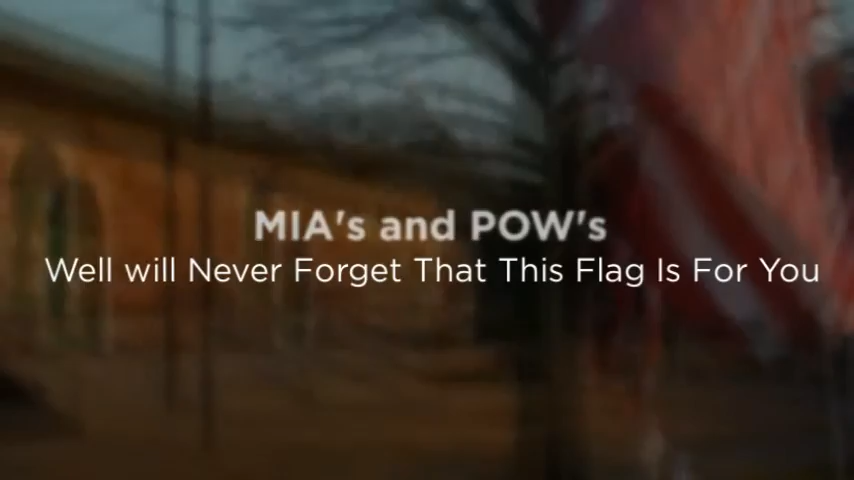 MIA's and POW's
Well will Never Forget That This Flag Is For You